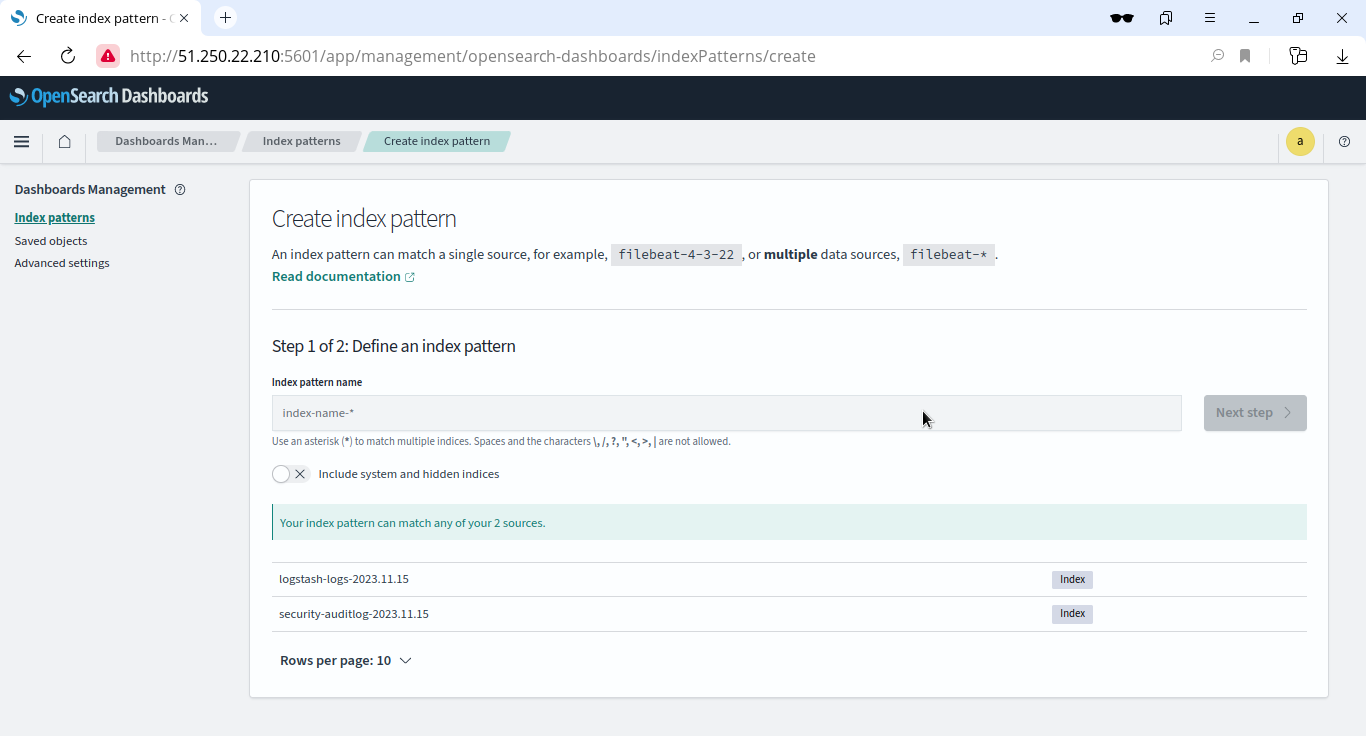 Create index pattern - C
http://51.250.22.210:5601/app/management/opensearch-dashboards/indexPatterns/create
OpenSearch Dashboards
Dashboards Man… Index patterns Create index pattern a
Dashboards Management
Index patterns
Saved objects
Advanced settings
Create index pattern
An index pattern can match a single source, for example, filebeat-4-3-22 , or multiple data sources, filebeat-* .
Read documentation
Step 1 of 2: Define an index pattern
Index pattern name
index-name-*
Next step
Use an asterisk (*) to match multiple indices. Spaces and the characters \, /, ?, ", <, >, | are not allowed.
Include system and hidden indices
Your index pattern can match any of your 2 sources.
logstash-logs-2023.11.15 Index
security-auditlog-2023.11.15 Index
Rows per page: 10